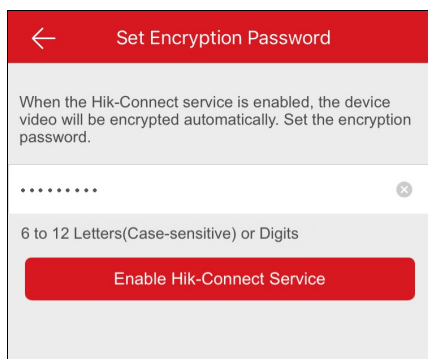 Set Encryption Password
When the Hik-Connect service is enabled, the device
video will be encrypted automatically. Set the encryption
password.
•••••••••
6 to 12 Letters(Case-sensitive) or Digits
Enable Hik-Connect Service